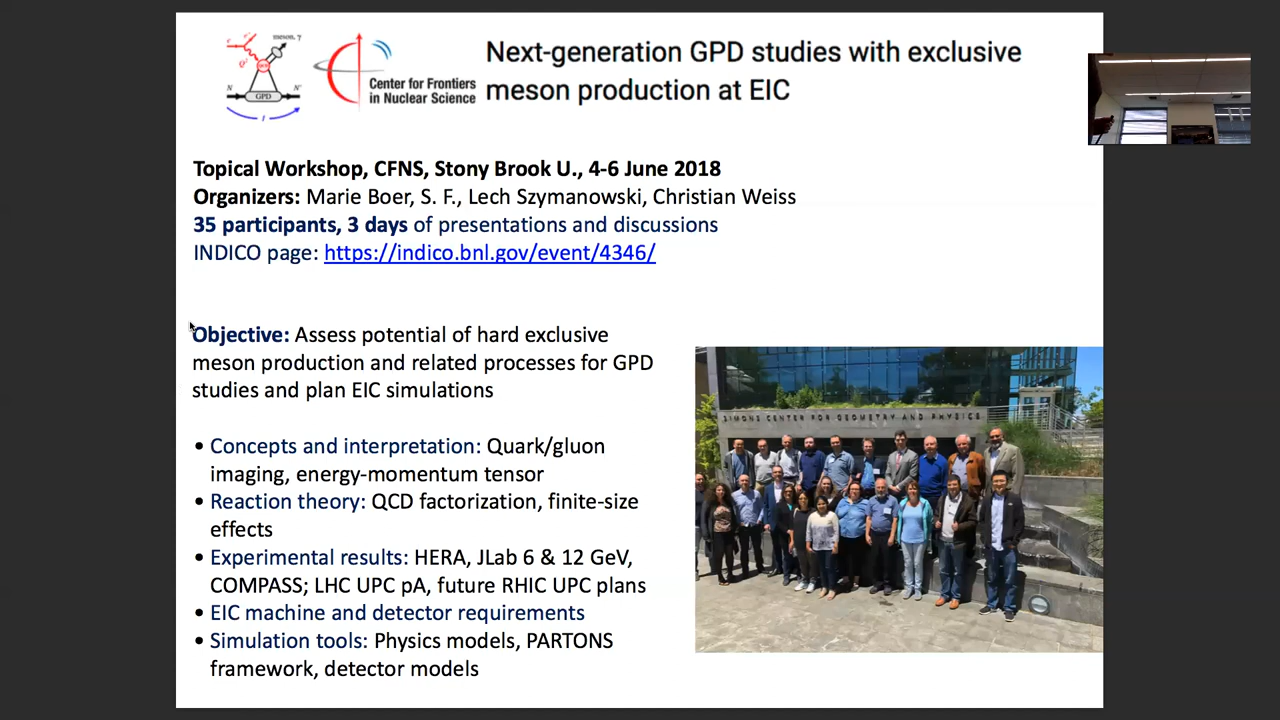 meson, γ
GPD
N
N'
t
Center for Frontiers
in Nuclear Science
Next-generation GPD studies with exclusive
meson production at EIC
Topical Workshop, CFNS, Stony Brook U., 4-6 June 2018
Organizers: Marie Boer, S. F., Lech Szymanowski, Christian Weiss
35 participants, 3 days of presentations and discussions
INDICO page: https://indico.bnl.gov/event/4346/
Objective: Assess potential of hard exclusive
meson production and related processes for GPD
studies and plan EIC simulations
• Concepts and interpretation: Quark/gluon
imaging, energy-momentum tensor
• Reaction theory: QCD factorization, finite-size
effects
• Experimental results: HERA, JLab 6 & 12 GeV,
COMPASS; LHC UPC pA, future RHIC UPC plans
• EIC machine and detector requirements
• Simulation tools: Physics models, PARTONS
framework, detector models
SIMONS CENTER FOR GEOMETRY AND PHYSICS